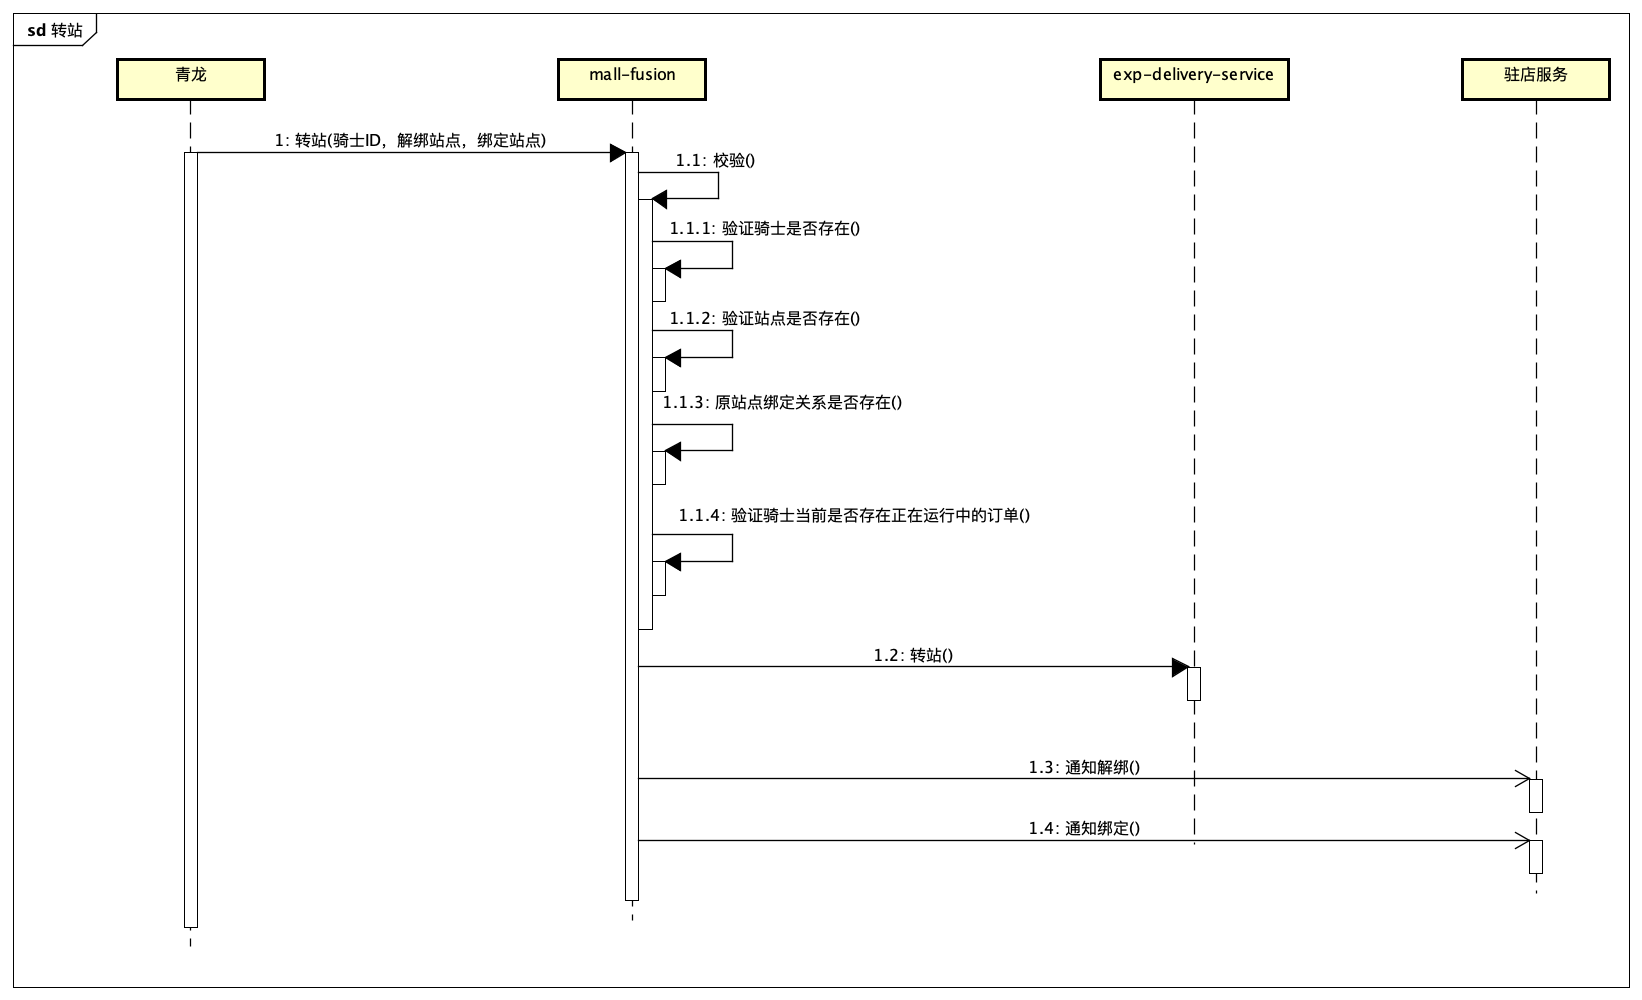 sd 转站
青龙
mall-fusion
exp-delivery-service
驻店服务
1: 转站(骑士ID，解绑站点，绑定站点)
1.1: 校验()
1.1.1: 验证骑士是否存在()
1.1.2: 验证站点是否存在()
1.1.3: 原站点绑定关系是否存在()
1.1.4: 验证骑士当前是否存在正在运行中的订单()
1.2: 转站()
1.3: 通知解绑()
1.4: 通知绑定()